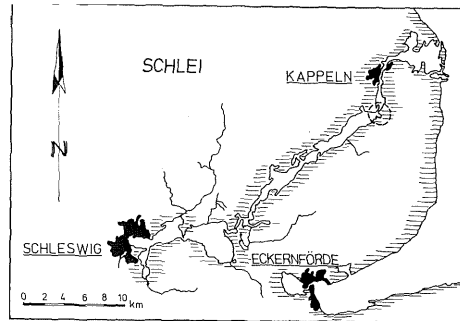 SCHLEI
KAPPELN
N
SCHLESWIG
ECKERNFÖRDE
0 2 4 6 8 10
km